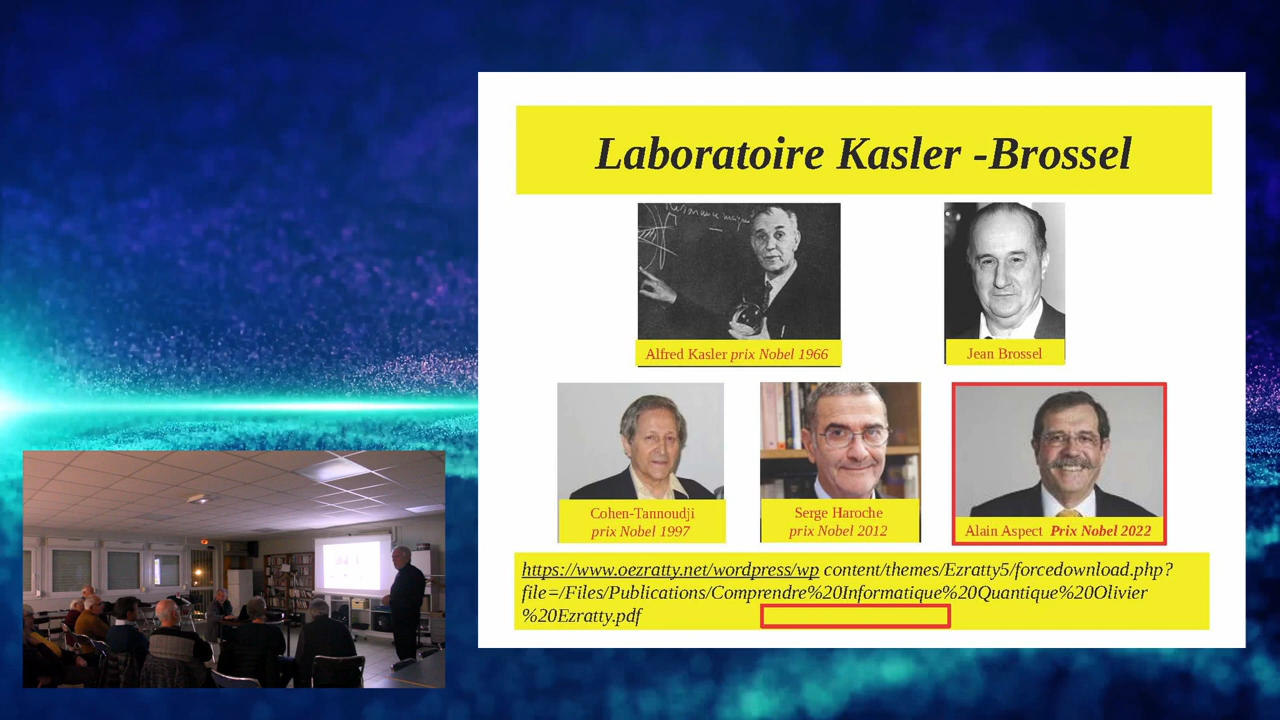 Laboratoire Kasler -Brossel
Alfred Kasler prix Nobel 1966
Jean Brossel
Cohen-Tannoudji
prix Nobel 1997
Serge Haroche
prix Nobel 2012
Alain Aspect Prix Nobel 2022
https://www.oezratty.net/wordpress/wp content/themes/Ezratty5/forcedownload.php?
file=/Files/Publications/Comprendre%20Informatique%20Quantique%20Olivier
%20Ezratty.pdf